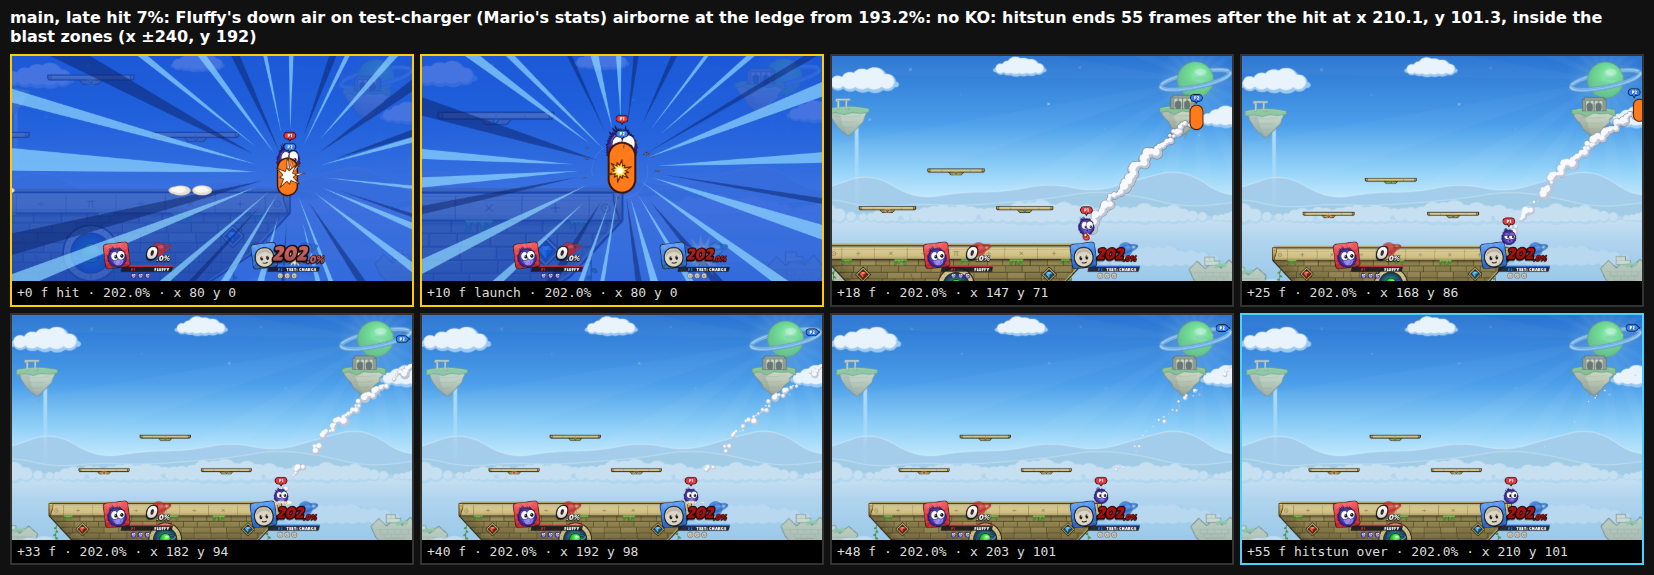 main, late hit 7%: Fluffy's down air on test-charger (Mario's stats) airborne at the ledge from 193.2%: no KO: hitstun ends 55 frames after the hit at x 210.1, y 101.3, inside the
blast zones (x ±240, y 192)
+0 f hit · 202.0% · x 80 y 0
+10 f launch · 202.0% · x 80 y 0
+18 f · 202.0% · x 147 y 71
+25 f · 202.0% · x 168 y 86
+33 f · 202.0% · x 182 y 94
+40 f · 202.0% · x 192 y 98
+48 f · 202.0% · x 203 y 101
+55 f hitstun over · 202.0% · x 210 y 101